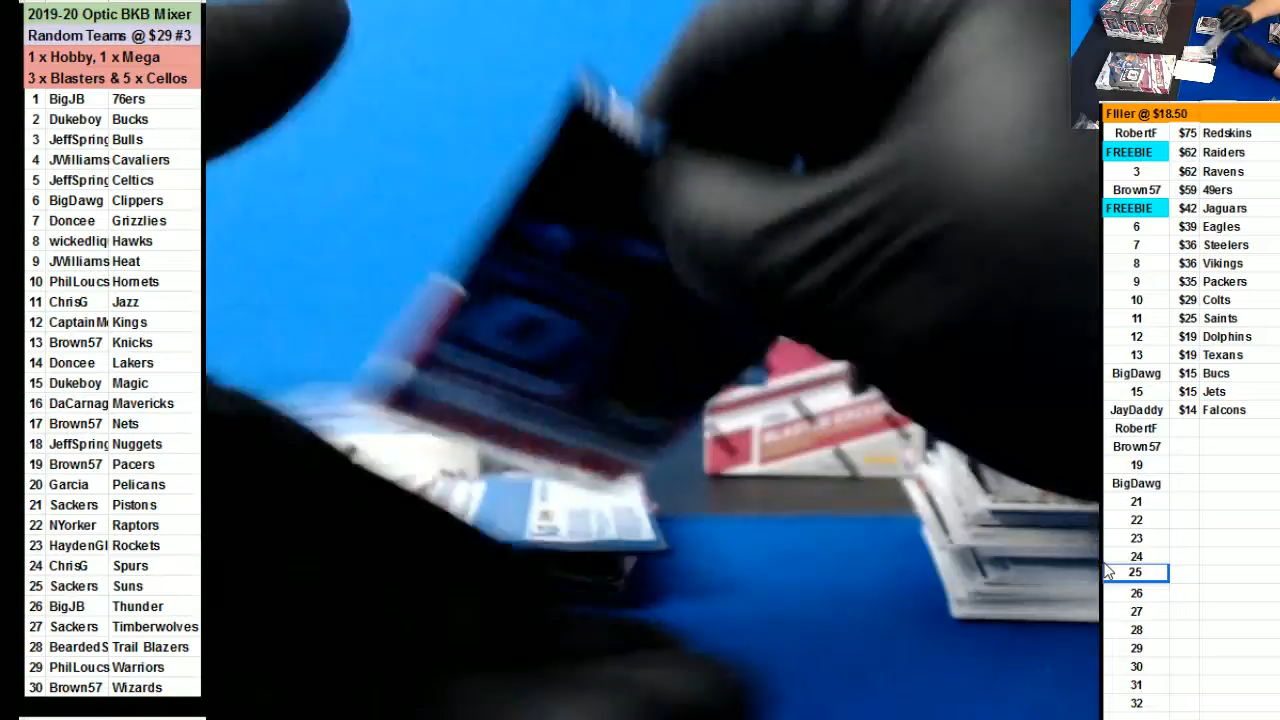 2019-20 Optic BKB Mixer
Random Teams @ $29 #3
1 x Hobby, 1 x Mega
3 x Blasters & 5 x Cellos
1 BigJB 76ers
2 Dukeboy Bucks
3 JeffSpring Bulls
4 JWilliams Cavaliers
5 JeffSpring Celtics
6 BigDawg Clippers
7 Doncee Grizzlies
8 wickedliq Hawks
9 JWilliams Heat
10 PhilLoucs Hornets
11 ChrisG Jazz
12 CaptainMo Kings
13 Brown57 Knicks
14 Doncee Lakers
15 Dukeboy Magic
16 DaCarnag Mavericks
17 Brown57 Nets
18 JeffSpring Nuggets
19 Brown57 Pacers
20 Garcia Pelicans
21 Sackers Pistons
22 NYorker Raptors
23 HaydenGl Rockets
24 ChrisG Spurs
25 Sackers Suns
26 BigJB Thunder
27 Sackers Timberwolves
28 BeardedS Trail Blazers
29 PhilLoucs Warriors
30 Brown57 Wizards
Filler @ $18.50
RobertF $75 Redskins
FREEBIE $62 Raiders
3 $62 Ravens
Brown57 $59 49ers
FREEBIE $42 Jaguars
6 $39 Eagles
7 $36 Steelers
8 $36 Vikings
9 $35 Packers
10 $29 Colts
11 $25 Saints
12 $19 Dolphins
13 $19 Texans
BigDawg $15 Bucs
15 $15 Jets
JayDaddy $14 Falcons
RobertF
Brown57
19
BigDawg
21
22
23
24
25
26
27
28
29
30
31
32